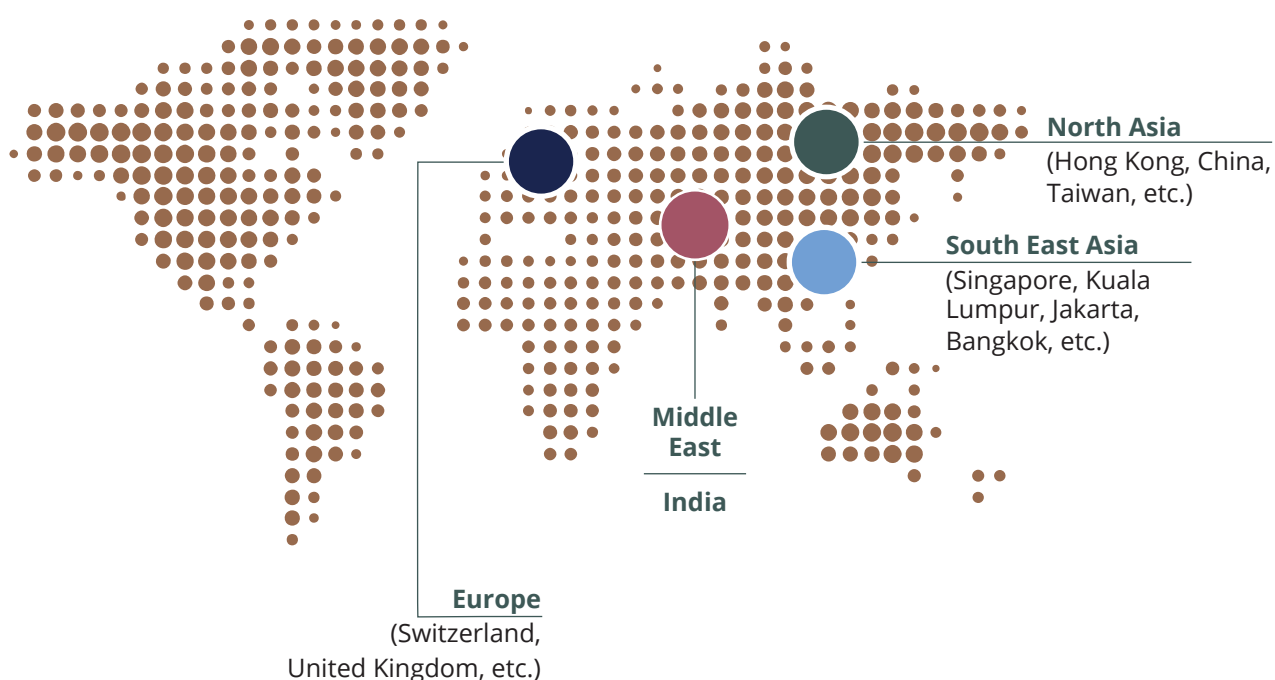 North Asia
(Hong Kong, China,
Taiwan, etc.)
South East Asia
(Singapore, Kuala
Lumpur, Jakarta,
Bangkok, etc.)
Middle
East
India
Europe
(Switzerland,
United Kingdom, etc.)